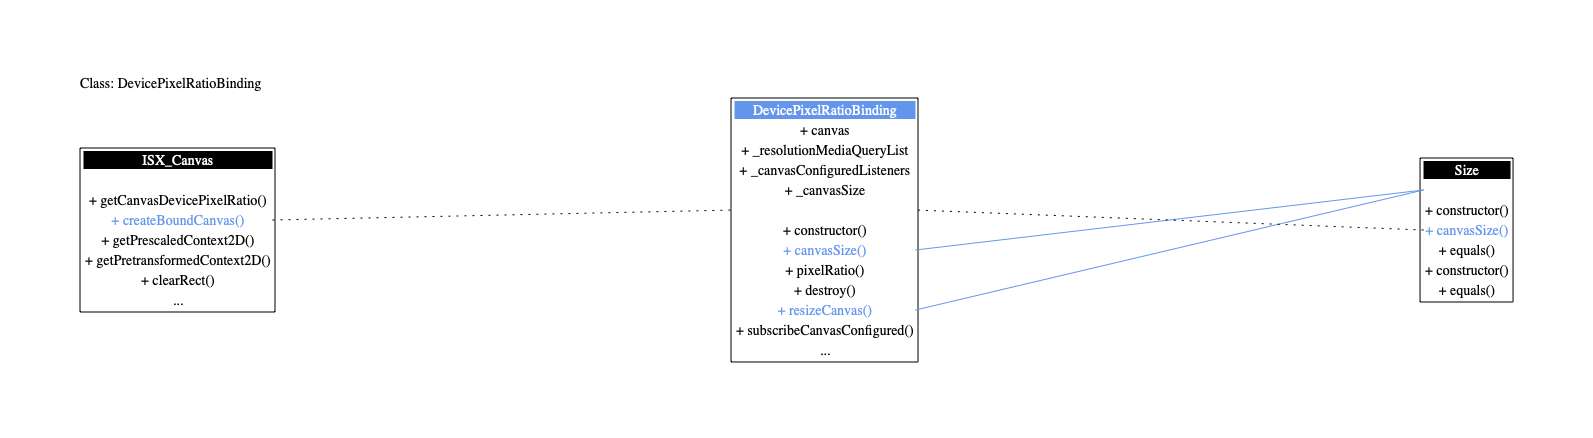 Class: DevicePixelRatioBinding
ISX_Canvas
+ getCanvasDevicePixelRatio()
+ createBoundCanvas()
+ getPrescaledContext2D()
+ getPretransformedContext2D()
+ clearRect()
...
DevicePixelRatioBinding
+ canvas
+ _resolutionMediaQueryList
+ _canvasConfiguredListeners
+ _canvasSize
+ constructor()
+ canvasSize()
+ pixelRatio()
+ destroy()
+ resizeCanvas()
+ subscribeCanvasConfigured()
...
Size
+ constructor()
+ canvasSize()
+ equals()
+ constructor()
+ equals()